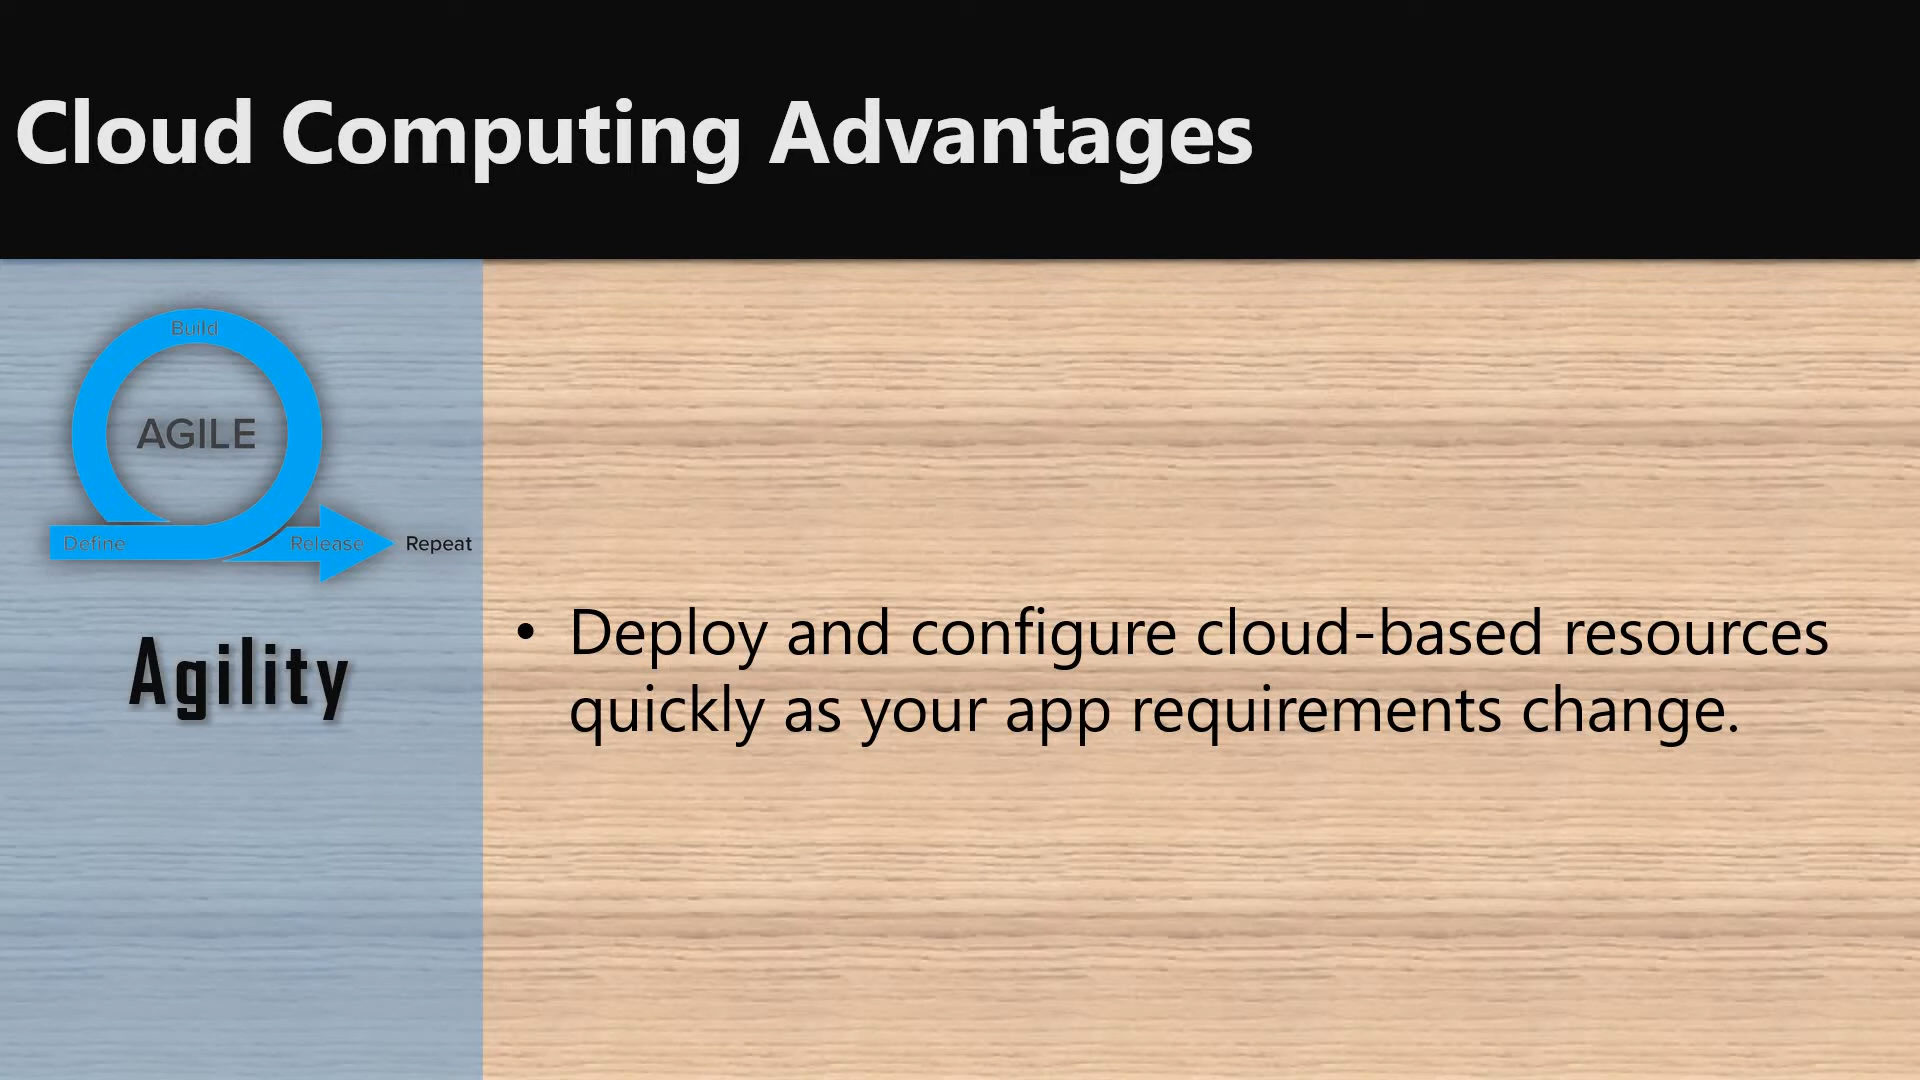 Cloud Computing Advantages
Build
AGILE
Define
Release
Repeat
Agility
• Deploy and configure cloud-based resources
quickly as your app requirements change.